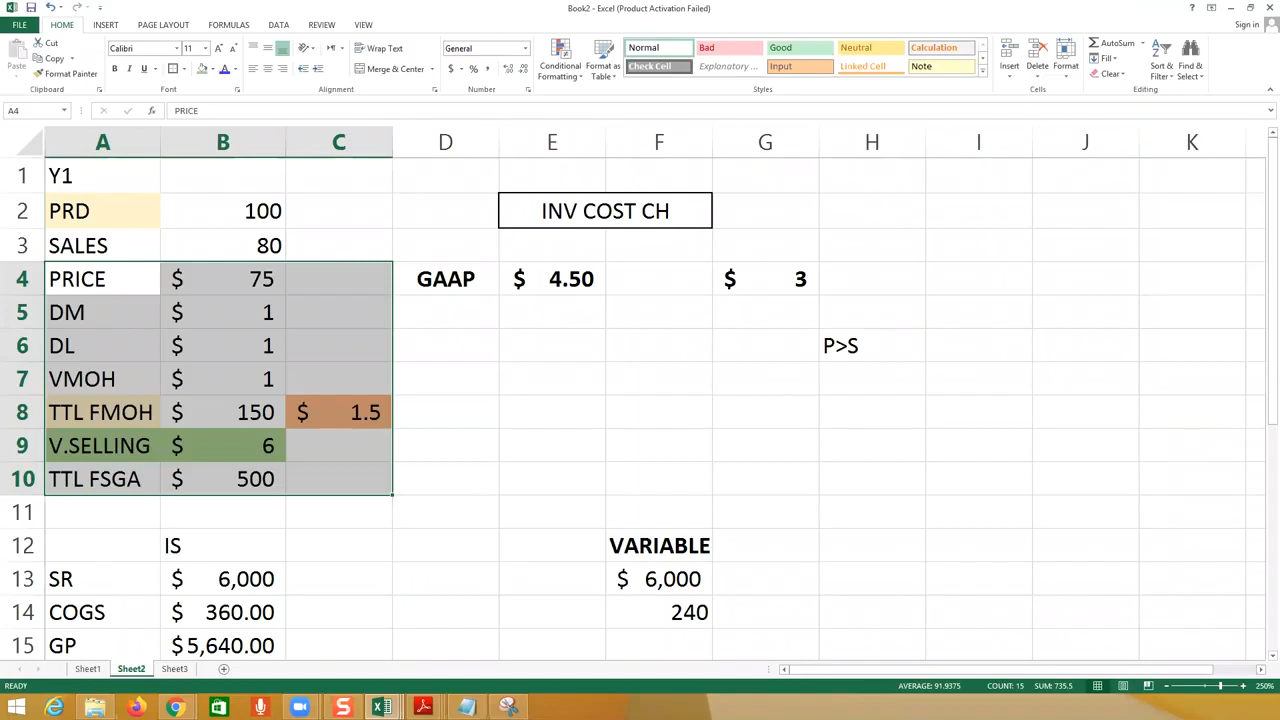 Book2 - Excel (Product Activation Failed)
FILE HOME INSERT PAGE LAYOUT FORMULAS DATA REVIEW VIEW Sign in
Paste Cut Copy Format Painter Clipboard
Calibri 11 B I U A Font
Wrap Text Merge & Center Alignment
General $ % Number
Conditional Formatting Format as Table
Normal Bad Good Neutral Calculation
Check Cell Explanatory ... Input Linked Cell Note
Styles
Insert Delete Format Cells
AutoSum Fill Clear Sort & Filter Find & Select Editing
A4 fx PRICE
A B C D E F G H I J K
1 Y1
2 PRD 100 INV COST CH
3 SALES 80
4 PRICE $ 75 GAAP $ 4.50 $ 3
5 DM $ 1
6 DL $ 1 P>S
7 VMOH $ 1
8 TTL FMOH $ 150 $ 1.5
9 V.SELLING $ 6
10 TTL FSGA $ 500
11
12 IS VARIABLE
13 SR $ 6,000 $ 6,000
14 COGS $ 360.00 240
15 GP $5,640.00
Sheet1 Sheet2 Sheet3
READY AVERAGE: 91.9375 COUNT: 15 SUM: 735.5 250%